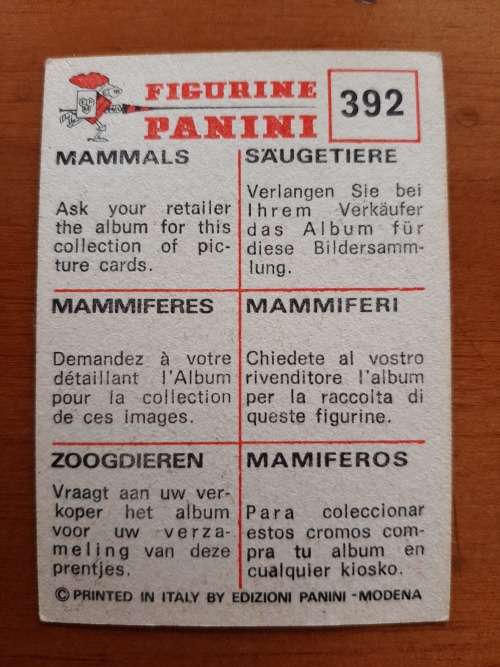 FIGURINE
PANINI
392
MAMMALS
Ask your retailer
the album for this
collection of pic-
ture cards.
SÄUGETIERE
Verlangen Sie bei
Ihrem Verkäufer
das Album für
diese Bildersamm-
lung.
MAMMIFERES
Demandez à votre
détaillant l'Album
pour la collection
de ces images.
MAMMIFERI
Chiedete al vostro
rivenditore l'album
per la raccolta di
queste figurine.
ZOOGDIEREN
Vraagt aan uw ver-
koper het album
voor uw verza-
meling van deze
prentjes.
MAMIFEROS
Para coleccionar
estos cromos com-
pra tu album en
cualquier kiosko.
© PRINTED IN ITALY BY EDIZIONI PANINI - MODENA